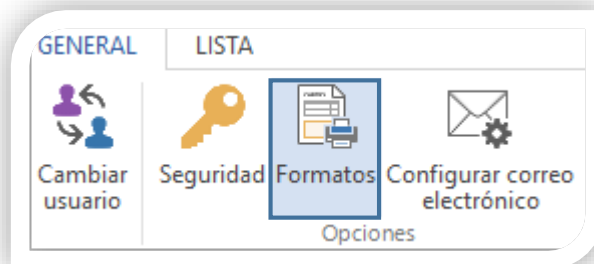 GENERAL LISTA
Cambiar
usuario
Seguridad
Formatos
Configurar correo
electrónico
Opciones